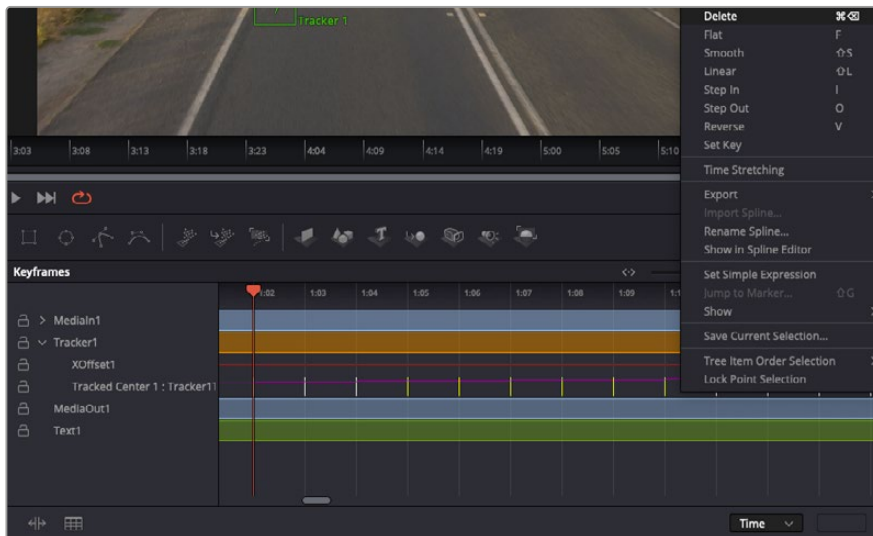 Tracker 1
Delete ⌘⌫
Flat F
Smooth ⇧S
Linear ⇧L
Step In I
Step Out O
Reverse V
Set Key
Time Stretching
Export
Import Spline...
Rename Spline...
Show in Spline Editor
Set Simple Expression
Jump to Marker... ⇧G
Show
Save Current Selection...
Tree Item Order Selection
Lock Point Selection
3:03 3:08 3:13 3:18 3:23 4:04 4:09 4:14 4:19 5:00 5:05 5:10
Keyframes
1:02 1:03 1:04 1:05 1:06 1:07 1:08 1:09
MediaIn1
Tracker1
XOffset1
Tracked Center 1 : Tracker1
MediaOut1
Text1
Time